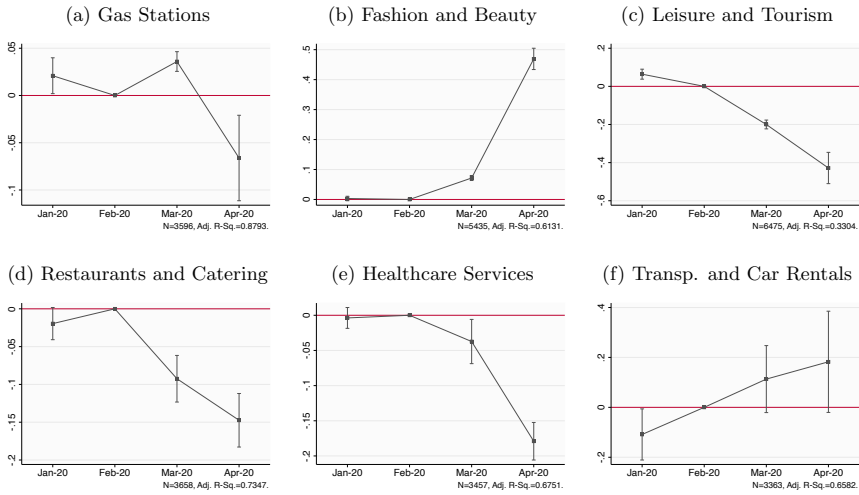 (a) Gas Stations
.05
0
-.05
-.1
Jan-20 Feb-20 Mar-20 Apr-20
N=3596, Adj. R-Sq.=0.8793.
(b) Fashion and Beauty
.5
.4
.3
.2
.1
0
Jan-20 Feb-20 Mar-20 Apr-20
N=5435, Adj. R-Sq.=0.6131.
(c) Leisure and Tourism
.2
0
-.2
-.4
-.6
Jan-20 Feb-20 Mar-20 Apr-20
N=6475, Adj. R-Sq.=0.3304.
(d) Restaurants and Catering
0
-.05
-.1
-.15
-.2
Jan-20 Feb-20 Mar-20 Apr-20
N=3658, Adj. R-Sq.=0.7347.
(e) Healthcare Services
0
-.05
-.1
-.15
-.2
Jan-20 Feb-20 Mar-20 Apr-20
N=3457, Adj. R-Sq.=0.6751.
(f) Transp. and Car Rentals
.4
.2
0
-.2
Jan-20 Feb-20 Mar-20 Apr-20
N=3363, Adj. R-Sq.=0.6582.